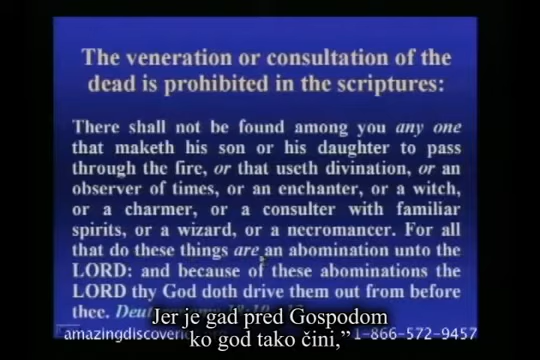 The veneration or consultation of the
dead is prohibited in the scriptures:
There shall not be found among you any one
that maketh his son or his daughter to pass
through the fire, or that useth divination, or an
observer of times, or an enchanter, or a witch,
or a charmer, or a consulter with familiar
spirits, or a wizard, or a necromancer. For all
that do these things are an abomination unto the
LORD: and because of these abominations the
LORD thy God doth drive them out from before
thee.
Jer je gad pred Gospodom
ko god tako čini,”
1-866-572-9457